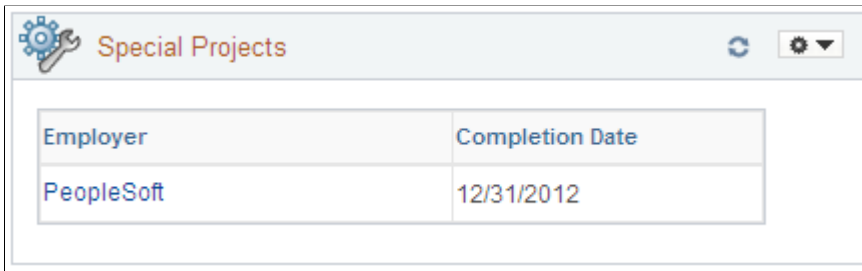 Special Projects
Employer Completion Date
PeopleSoft 12/31/2012